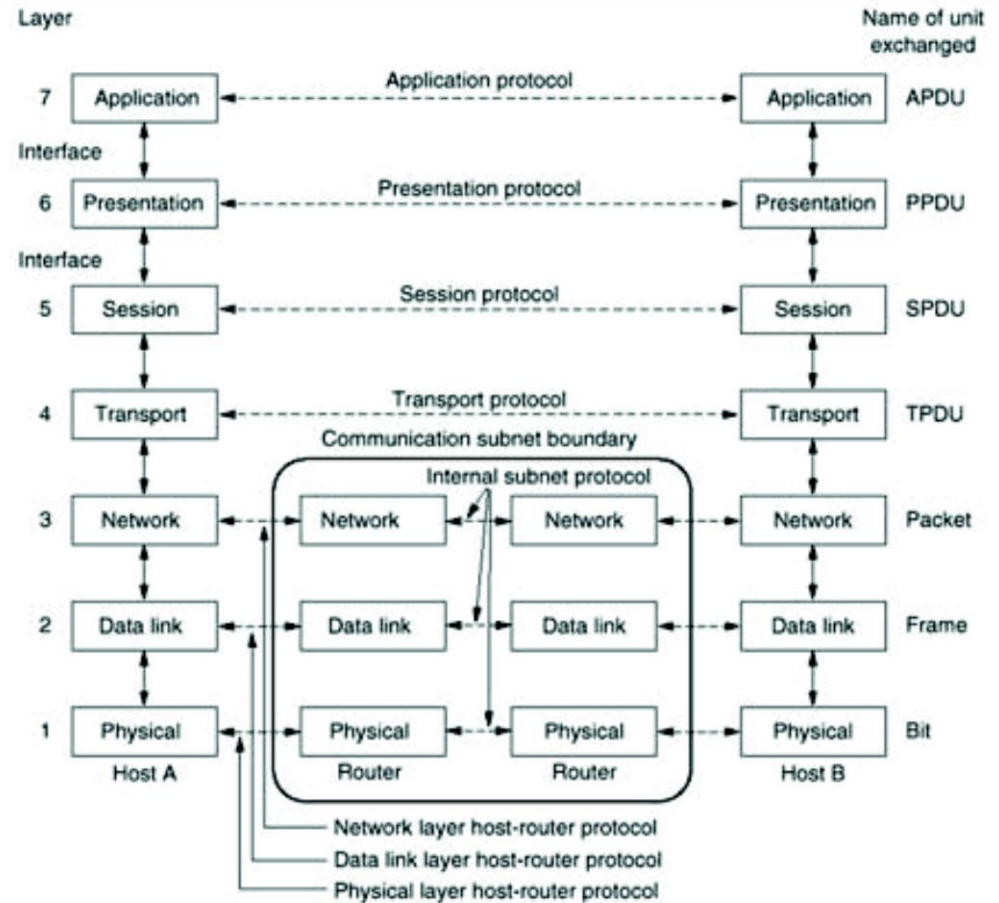 Layer
Name of unit
exchanged
Application protocol
7 Application Application APDU
Interface
Presentation protocol
6 Presentation Presentation PPDU
Interface
Session protocol
5 Session Session SPDU
Transport protocol
4 Transport Transport TPDU
Communication subnet boundary
Internal subnet protocol
3 Network Network Network Network Packet
2 Data link Data link Data link Data link Frame
1 Physical Physical Physical Physical Bit
Host A Router Router Host B
Network layer host-router protocol
Data link layer host-router protocol
Physical layer host-router protocol